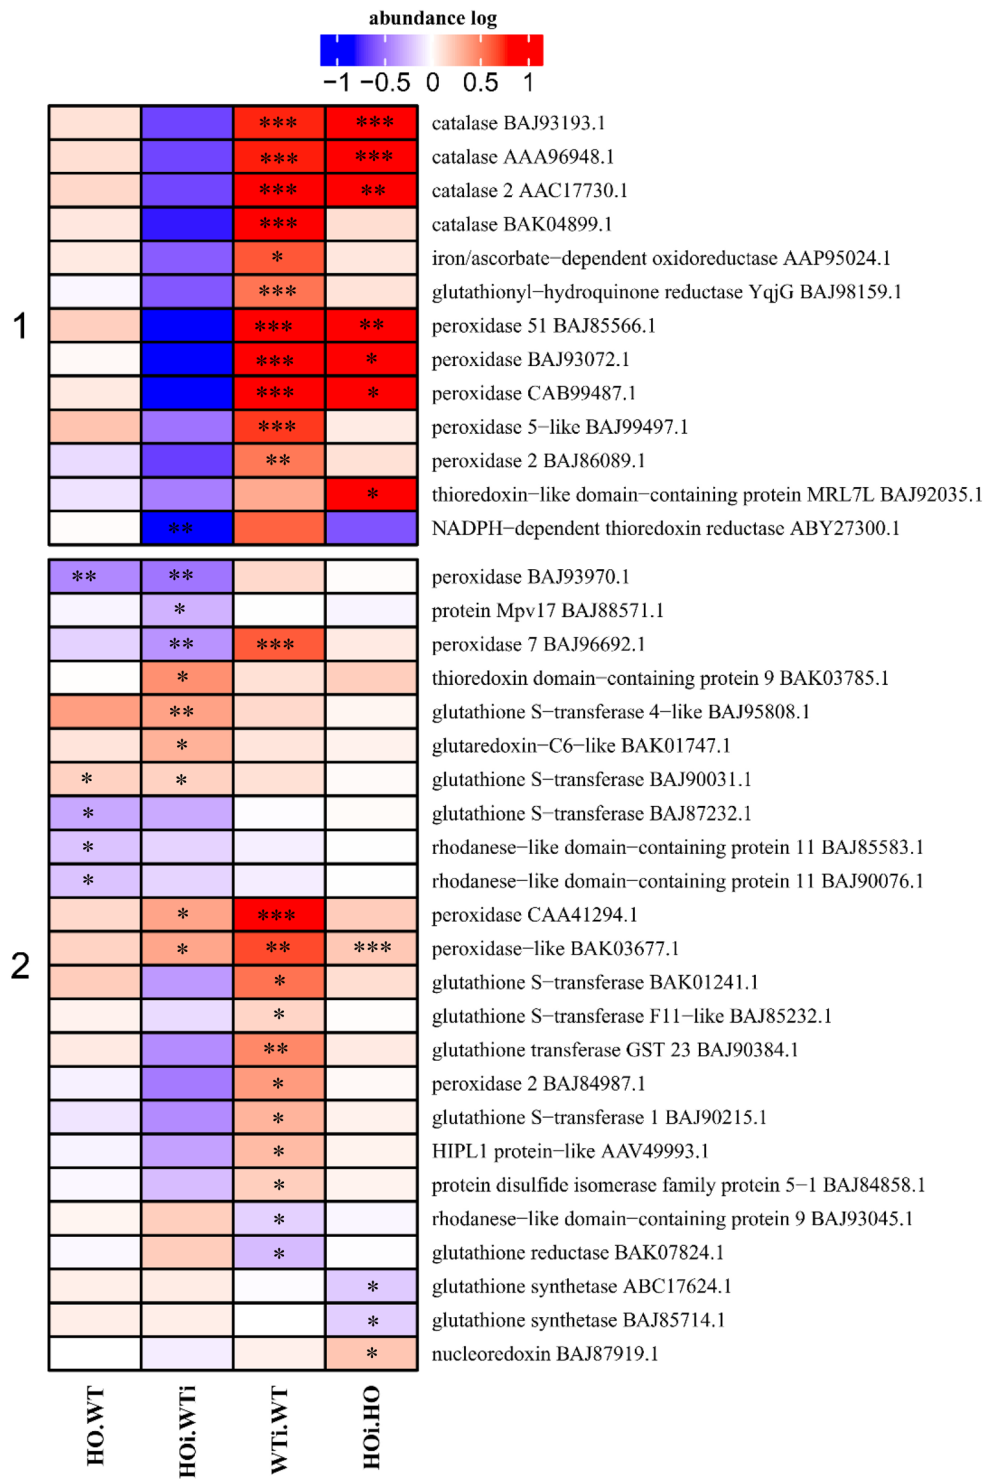 abundance log
−1 −0.5 0 0.5 1
*** *** catalase BAJ93193.1
*** *** catalase AAA96948.1
*** ** catalase 2 AAC17730.1
*** catalase BAK04899.1
* iron/ascorbate−dependent oxidoreductase AAP95024.1
*** glutathionyl−hydroquinone reductase YqjG BAJ98159.1
1
*** ** peroxidase 51 BAJ85566.1
*** * peroxidase BAJ93072.1
*** * peroxidase CAB99487.1
*** peroxidase 5−like BAJ99497.1
** peroxidase 2 BAJ86089.1
* thioredoxin−like domain−containing protein MRL7L BAJ92035.1
** NADPH−dependent thioredoxin reductase ABY27300.1
** ** peroxidase BAJ93970.1
* protein Mpv17 BAJ88571.1
** *** peroxidase 7 BAJ96692.1
* thioredoxin domain−containing protein 9 BAK03785.1
** glutathione S−transferase 4−like BAJ95808.1
* glutaredoxin−C6−like BAK01747.1
* * glutathione S−transferase BAJ90031.1
* glutathione S−transferase BAJ87232.1
* rhodanese−like domain−containing protein 11 BAJ85583.1
* rhodanese−like domain−containing protein 11 BAJ90076.1
* *** peroxidase CAA41294.1
2
* ** *** peroxidase−like BAK03677.1
* glutathione S−transferase BAK01241.1
* glutathione S−transferase F11−like BAJ85232.1
** glutathione transferase GST 23 BAJ90384.1
* peroxidase 2 BAJ84987.1
* glutathione S−transferase 1 BAJ90215.1
* HIPL1 protein−like AAV49993.1
* protein disulfide isomerase family protein 5−1 BAJ84858.1
* rhodanese−like domain−containing protein 9 BAJ93045.1
* glutathione reductase BAK07824.1
* glutathione synthetase ABC17624.1
* glutathione synthetase BAJ85714.1
* nucleoredoxin BAJ87919.1
HO.WT
HOi.WTi
WTi.WT
HOi.HO